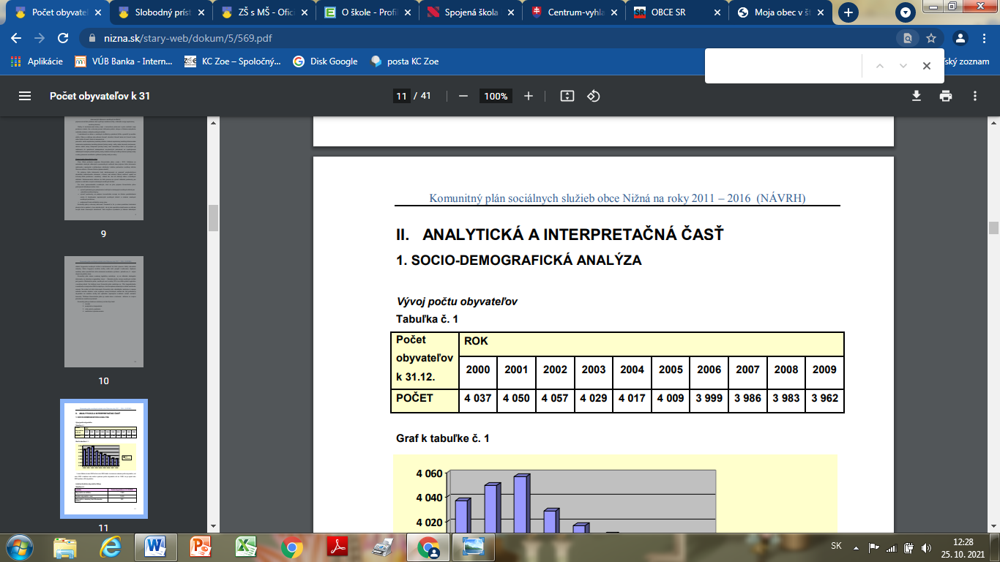 Počet obyvateľ
Slobodný príst
ZŠ s MŠ - Ofici
O škole - Profi
Spojená škola
Centrum-vyhľa
OBCE SR
Moja obec v št
nizna.sk/stary-web/dokum/5/569.pdf
Aplikácie
VÚB Banka - Intern...
KC Zoe – Spoločný...
Disk Google
posta KC Zoe
ský zoznam
Počet obyvateľov k 31
11 / 41
100%
9
10
11
Komunitný plán sociálnych služieb obce Nižná na roky 2011 – 2016 (NÁVRH)
II. ANALYTICKÁ A INTERPRETAČNÁ ČASŤ
1. SOCIO-DEMOGRAFICKÁ ANALÝZA
Vývoj počtu obyvateľov
Tabuľka č. 1
Počet obyvateľov k 31.12.
ROK
2000 2001 2002 2003 2004 2005 2006 2007 2008 2009
POČET 4 037 4 050 4 057 4 029 4 017 4 009 3 999 3 986 3 983 3 962
Graf k tabuľke č. 1
4 060
4 040
4 020
SK
12:28
25. 10. 2021